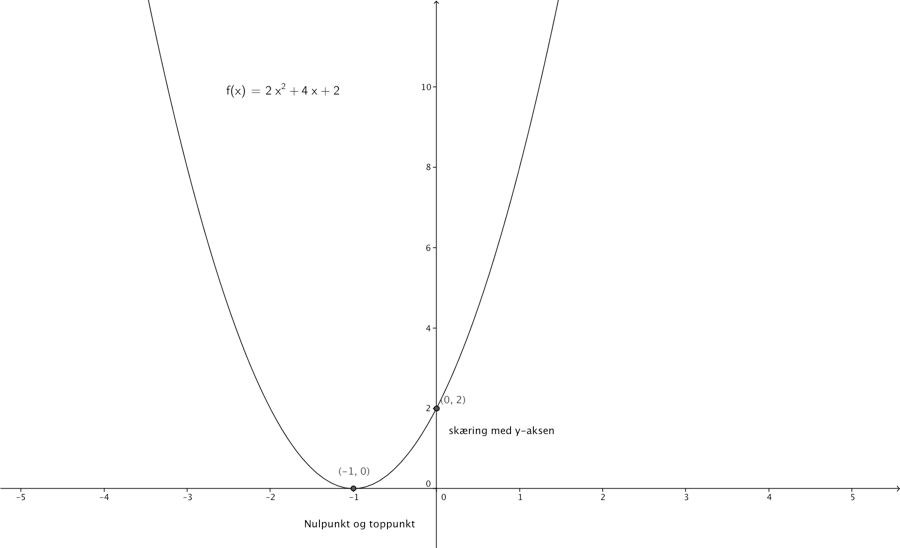 f(x) = 2 x² + 4 x + 2
10
8
6
4
(0, 2)
2
skæring med y-aksen
(-1, 0)
0
-5 -4 -3 -2 -1 0 1 2 3 4 5
Nulpunkt og toppunkt